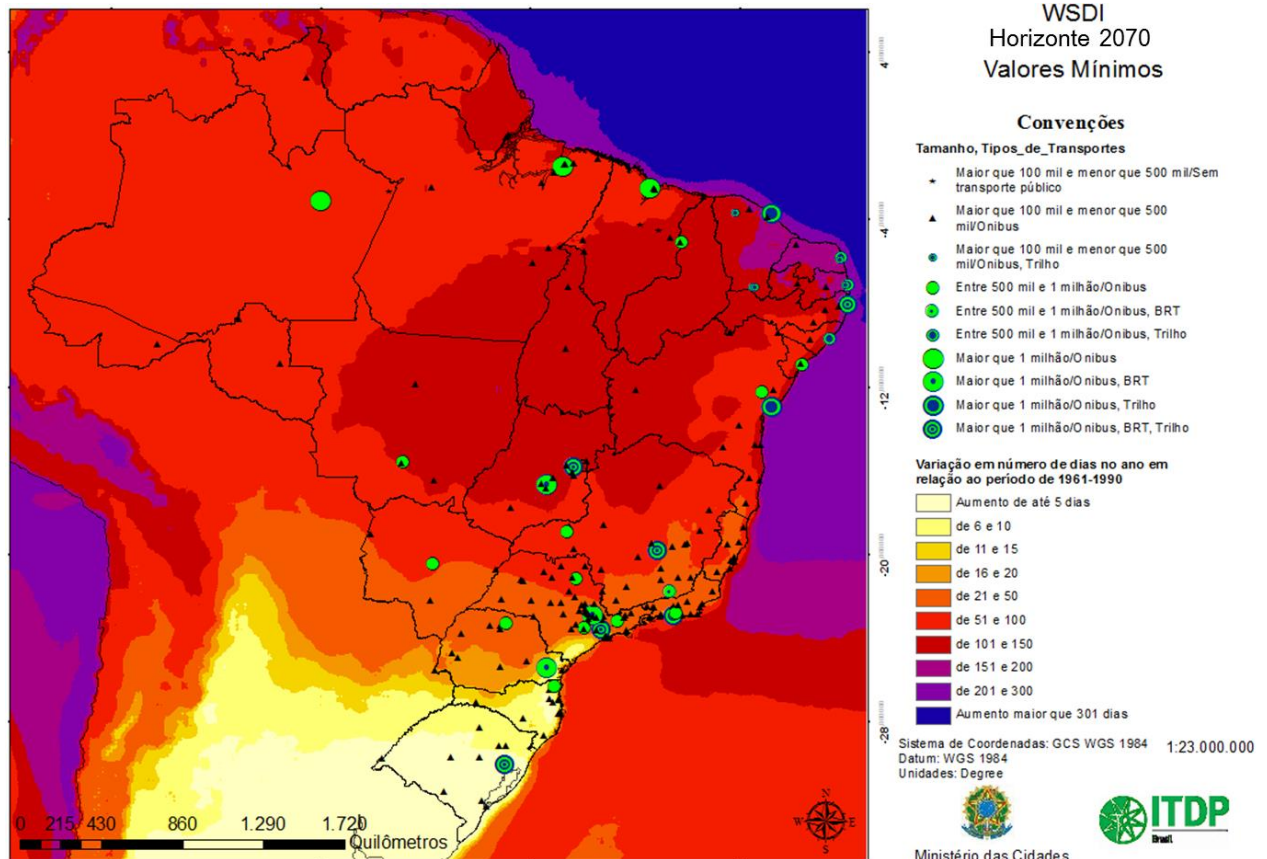 WSDI
Horizonte 2070
Valores Mínimos
Convenções
Tamanho, Tipos_de_Transportes
Maior que 100 mil e menor que 500 mil/Sem
transporte público
Maior que 100 mil e menor que 500
mil/Onibus
Maior que 100 mil e menor que 500
mil/Onibus, Trilho
Entre 500 mil e 1 milhão/Onibus
Entre 500 mil e 1 milhão/Onibus, BRT
Entre 500 mil e 1 milhão/Onibus, Trilho
Maior que 1 milhão/Onibus
Maior que 1 milhão/Onibus, BRT
Maior que 1 milhão/Onibus, Trilho
Maior que 1 milhão/Onibus, BRT, Trilho
Variação em número de dias no ano em
relação ao período de 1961-1990
Aumento de até 5 dias
de 6 e 10
de 11 e 15
de 16 e 20
de 21 e 50
de 51 e 100
de 101 e 150
de 151 e 200
de 201 e 300
Aumento maior que 301 dias
Sistema de Coordenadas: GCS WGS 1984
Datum: WGS 1984
Unidades: Degree
1:23.000.000
ITDP
Brasil
Ministério das Cidades
0 215 430 860 1.290 1.720
Quilômetros
N
W E
S